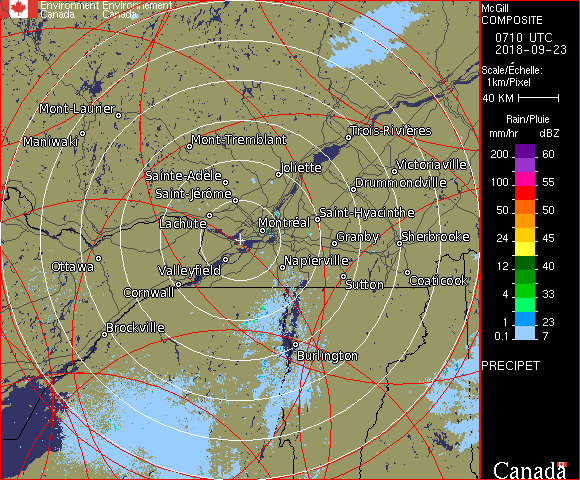 Environment Environnement
Canada Canada
McGill
COMPOSITE
0710 UTC
2018-09-23
Scale/Échelle:
1km/Pixel
40 KM
Rain/Pluie
mm/hr dBZ
200 60
100 55
50 50
24 45
12 40
4 33
1 23
0.1 7
PRECIPET
Canada
Mont-Laurier
Maniwaki
Mont-Tremblant
Trois-Rivières
Joliette
Victoriaville
Sainte-Adèle
Drummondville
Saint-Jérôme
Saint-Hyacinthe
Lachute
Montréal
Granby
Sherbrooke
Ottawa
Valleyfield
Napierville
Cornwall
Sutton
Coaticook
Brockville
Burlington